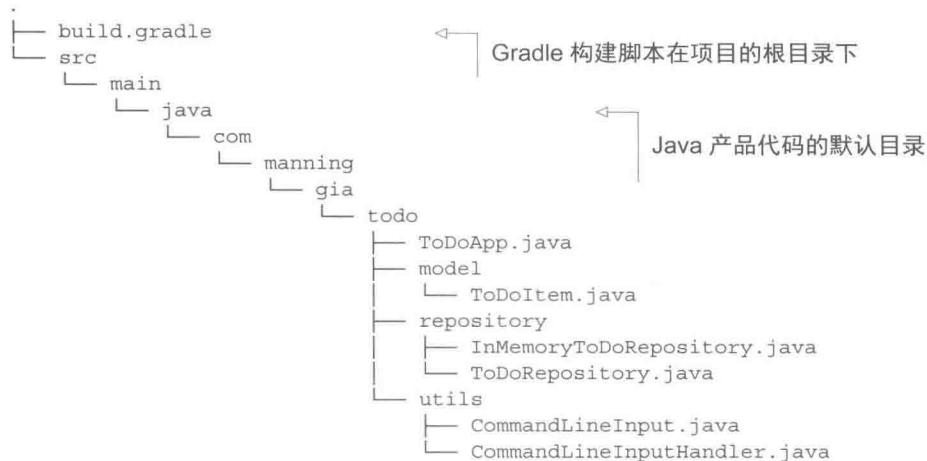 .
├── build.gradle
Gradle 构建脚本在项目的根目录下
└── src
└── main
└── java
Java 产品代码的默认目录
└── com
└── manning
└── gia
└── todo
├── ToDoApp.java
├── model
│ └── ToDoItem.java
├── repository
│ ├── InMemoryToDoRepository.java
│ └── ToDoRepository.java
└── utils
├── CommandLineInput.java
└── CommandLineInputHandler.java